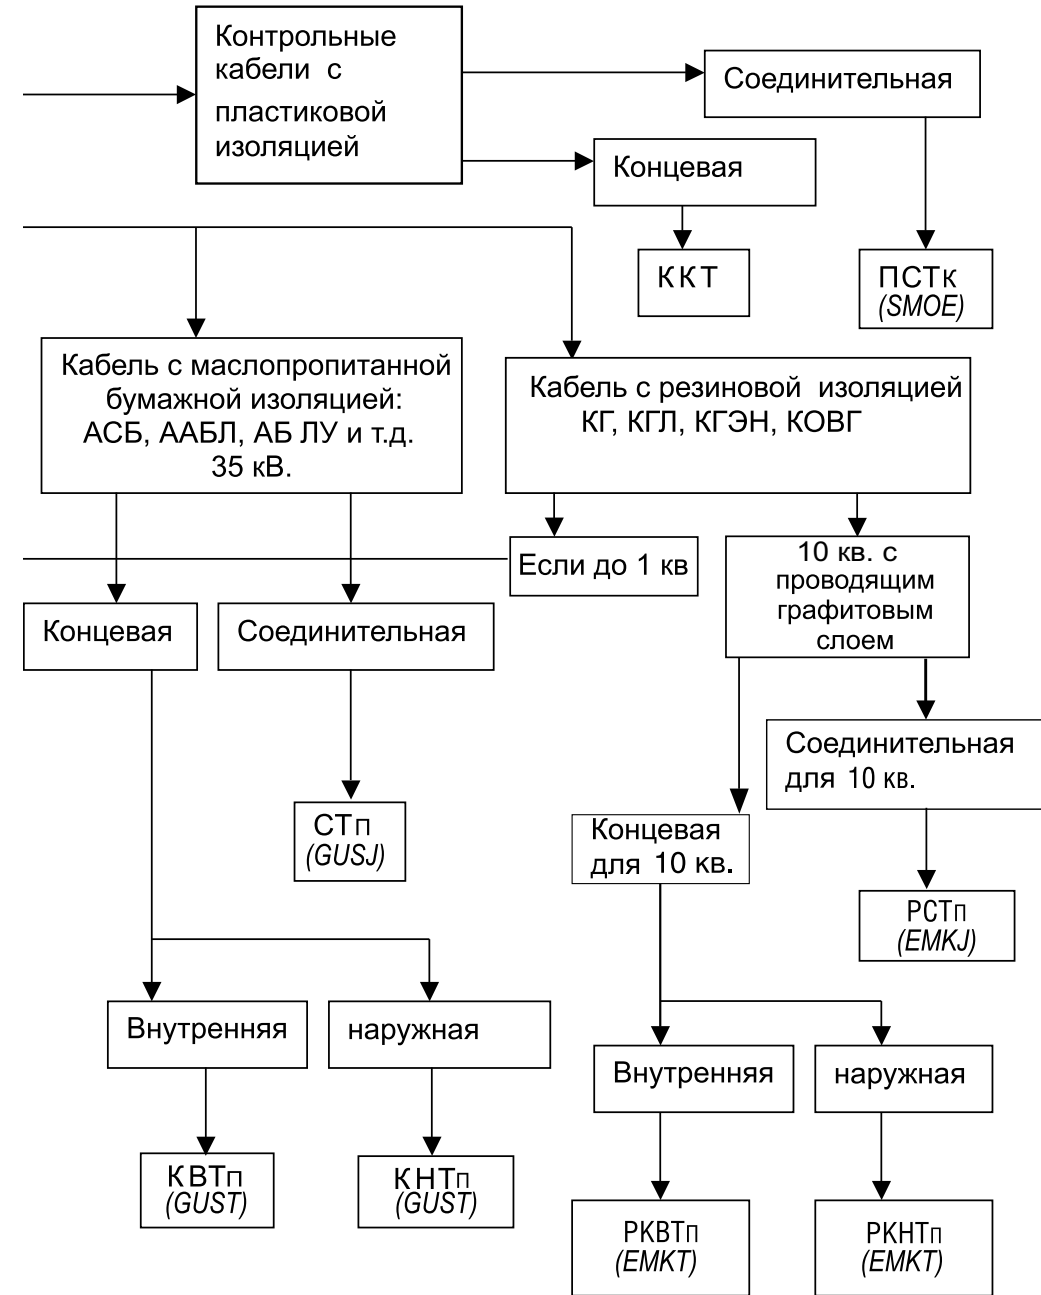 Контрольные
кабели с
пластиковой
изоляцией
Соединительная
Концевая
ККТ
ПСТк
(SMOE)
Кабель с маслопропитанной
бумажной изоляцией:
АСБ, ААБЛ, АБ ЛУ и т.д.
35 кВ.
Кабель с резиновой изоляцией
КГ, КГЛ, КГЭН, КОВГ
Если до 1 кв
10 кв. с
проводящим
графитовым
слоем
Концевая
Соединительная
Соединительная
для 10 кв.
СТп
(GUSJ)
Концевая
для 10 кв.
РСТп
(EMKJ)
Внутренняя
наружная
Внутренняя
наружная
КВТп
(GUST)
КНТп
(GUST)
РКВТп
(EMKT)
РКНТп
(EMKT)